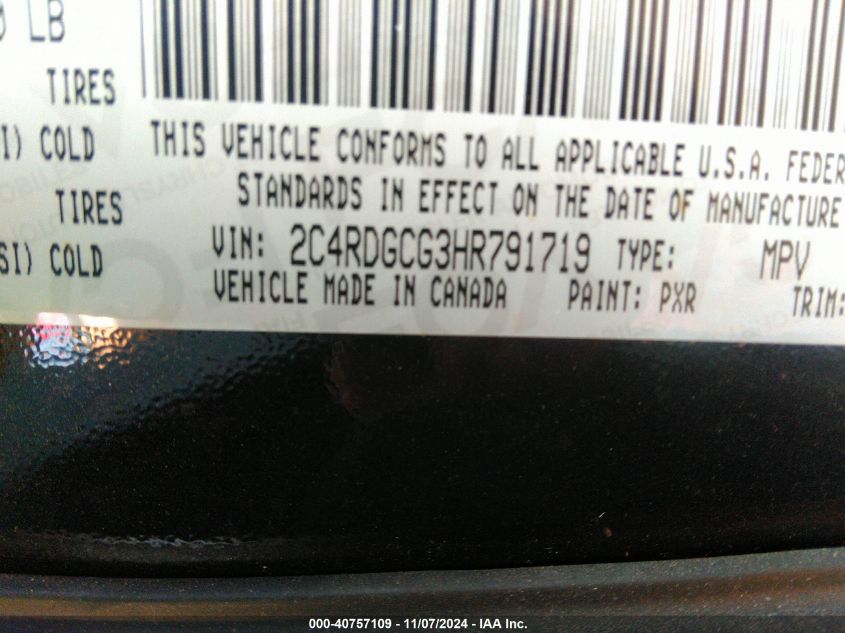 LB
TIRES
COLD THIS VEHICLE CONFORMS TO ALL APPLICABLE U.S.A. FEDER
TIRES STANDARDS IN EFFECT ON THE DATE OF MANUFACTURE
SI) COLD VIN: 2C4RDGCG3HR791719 TYPE: MPV
VEHICLE MADE IN CANADA PAINT: PXR TRIM:
000-40757109 - 11/07/2024 - IAA Inc.